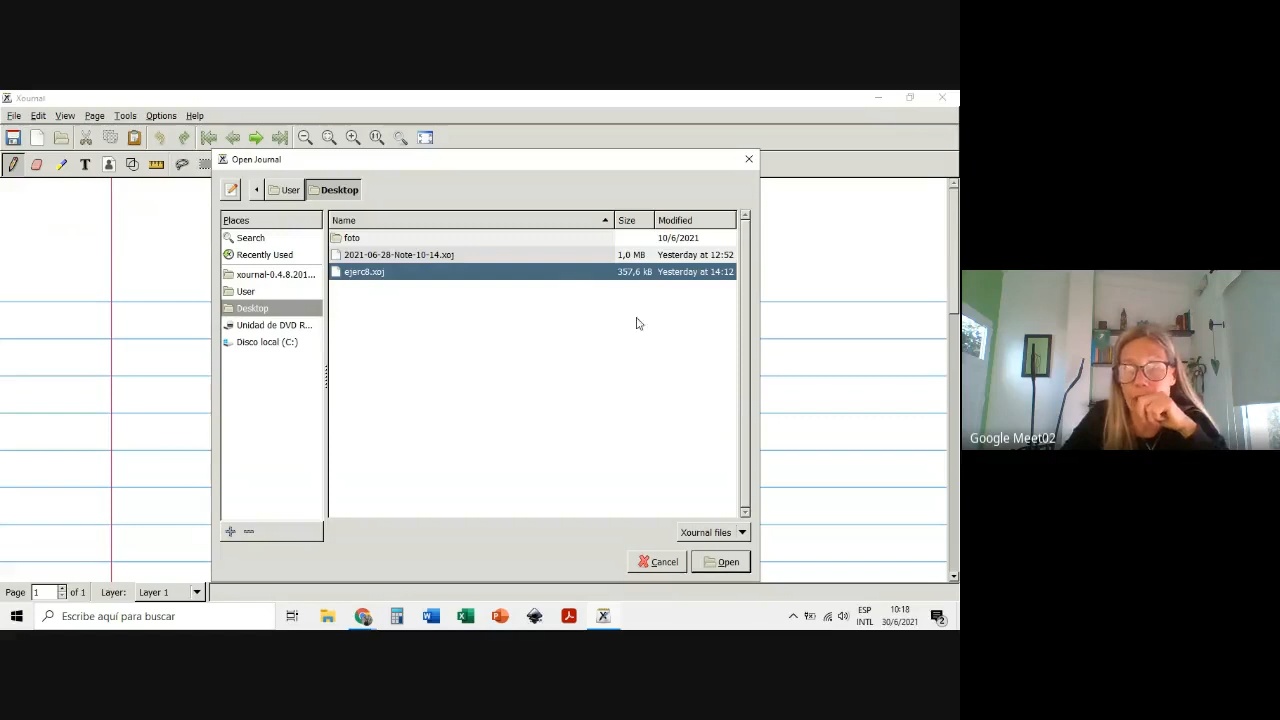 Xournal
File Edit View Page Tools Options Help
Open Journal
User Desktop
Places
Name Size Modified
Search
foto 10/6/2021
Recently Used
2021-06-28-Note-10-14.xoj 1,0 MB Yesterday at 12:52
xournal-0.4.8.201...
ejerc8.xoj 357,6 kB Yesterday at 14:12
User
Desktop
Unidad de DVD R...
Disco local (C:)
Google Meet02
Xournal files
Cancel Open
Page 1 of 1 Layer: Layer 1
Escribe aquí para buscar
ESP
INTL
10:18
30/6/2021
2